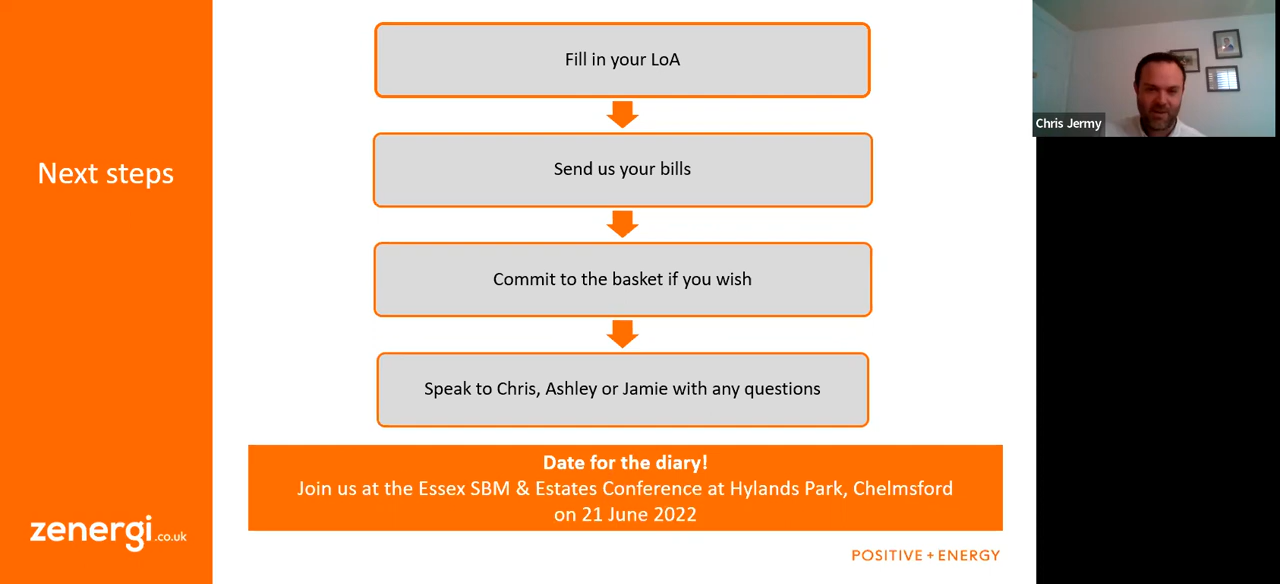 Next steps
Fill in your LoA
Send us your bills
Commit to the basket if you wish
Speak to Chris, Ashley or Jamie with any questions
Date for the diary!
Join us at the Essex SBM & Estates Conference at Hylands Park, Chelmsford
on 21 June 2022
zenergi.co.uk
POSITIVE + ENERGY
Chris Jermy